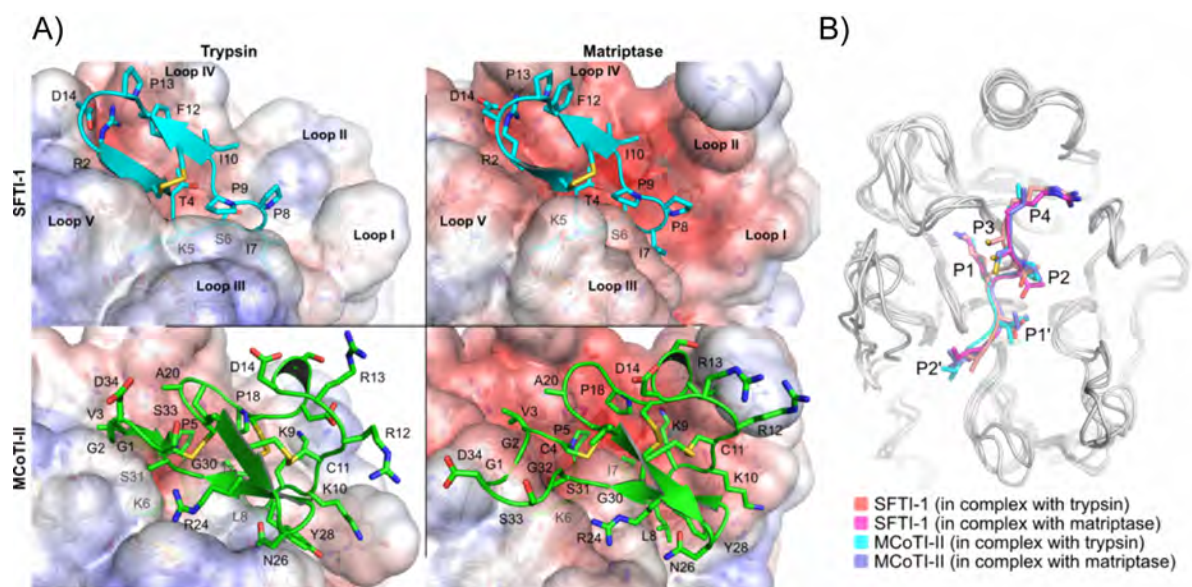 A)
B)
Trypsin
Matriptase
SFTI-1
Loop IV
P13
D14
F12
Loop II
R2
I10
P9
T4
P8
Loop V
K5
S6
I7
Loop I
Loop III
Loop IV
P13
D14
F12
Loop II
R2
I10
P9
T4
P8
Loop V
K5
S6
I7
Loop I
Loop III
MCoTI-II
D14
R13
D34
A20
P18
V3
S33
P5
K9
R12
G2
G1
G30
C11
S31
K10
K6
R24
L8
Y28
N26
D14
R13
A20
P18
V3
P5
K9
R12
G2
C4
I7
C11
D34
G1
G32
S31
G30
K10
S33
K6
R24
L8
Y28
N26
P3
P4
P1
P2
P1'
P2'
SFTI-1 (in complex with trypsin)
SFTI-1 (in complex with matriptase)
MCoTI-II (in complex with trypsin)
MCoTI-II (in complex with matriptase)